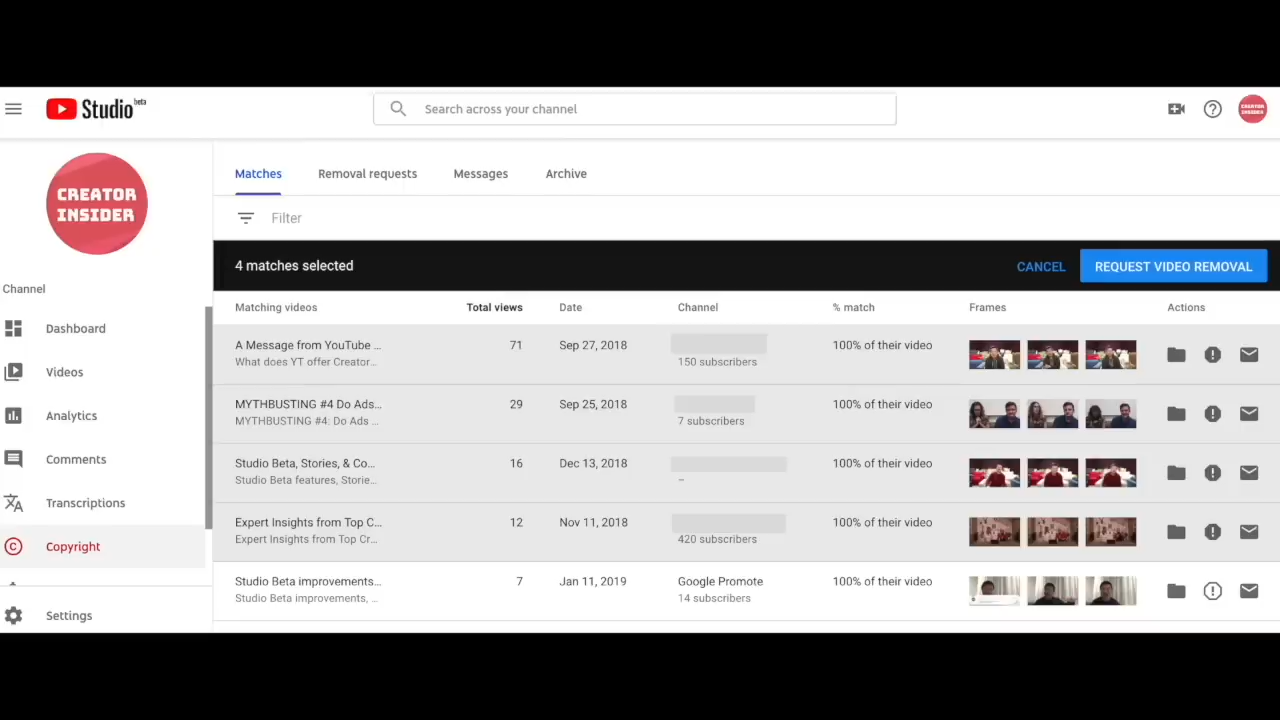 Studio beta
Search across your channel
CREATOR INSIDER
CREATOR
INSIDER
Channel
Dashboard
Videos
Analytics
Comments
Transcriptions
Copyright
Settings
Matches Removal requests Messages Archive
Filter
4 matches selected CANCEL REQUEST VIDEO REMOVAL
Matching videos Total views Date Channel % match Frames Actions
A Message from YouTube ... 71 Sep 27, 2018 100% of their video
What does YT offer Creator... 150 subscribers
MYTHBUSTING #4 Do Ads... 29 Sep 25, 2018 100% of their video
MYTHBUSTING #4: Do Ads ... 7 subscribers
Studio Beta, Stories, & Co... 16 Dec 13, 2018 100% of their video
Studio Beta features, Storie... –
Expert Insights from Top C... 12 Nov 11, 2018 100% of their video
Expert Insights from Top Cr... 420 subscribers
Studio Beta improvements... 7 Jan 11, 2019 Google Promote 100% of their video
Studio Beta improvements, ... 14 subscribers